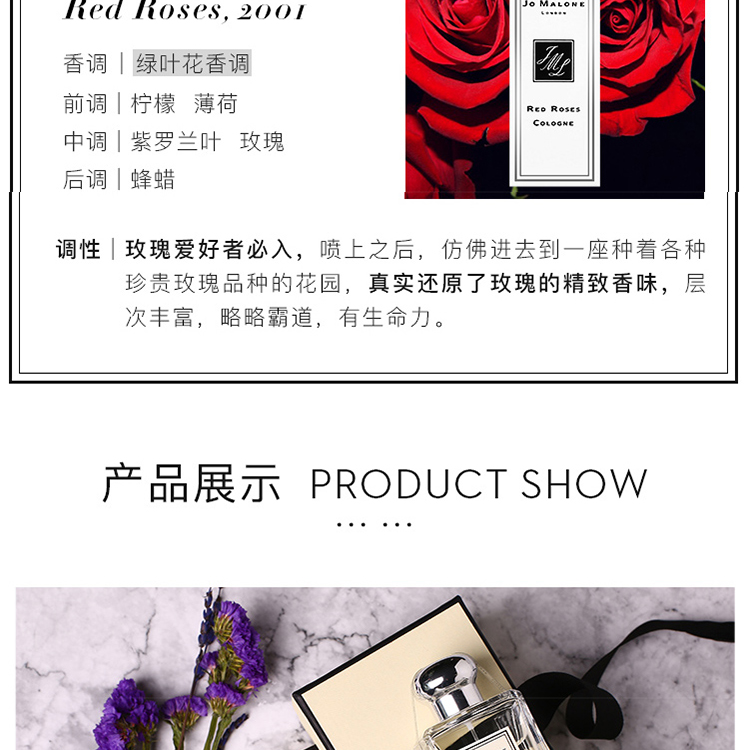 Red Roses, 2001
JO MALONE
LONDON
香调｜绿叶花香调
JML
前调｜柠檬 薄荷
RED ROSES
COLOGNE
中调｜紫罗兰叶 玫瑰
后调｜蜂蜡
调性｜玫瑰爱好者必入，喷上之后，仿佛进去到一座种着各种
珍贵玫瑰品种的花园，真实还原了玫瑰的精致香味，层
次丰富，略略霸道，有生命力。
产品展示 PRODUCT SHOW
... ...